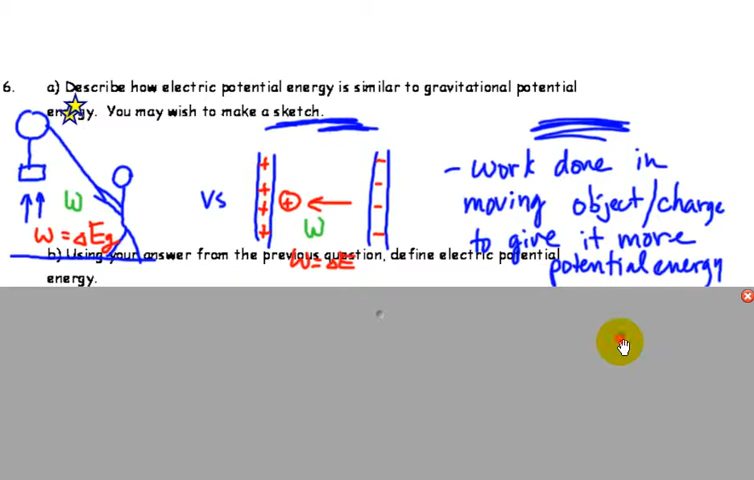 6. a) Describe how electric potential energy is similar to gravitational potential
energy. You may wish to make a sketch.
W
W = ΔEg
vs
+
+
+
+
+
W
W = ΔE
-
-
-
-
- work done in
moving object/charge
to give it more
potential energy
b) Using your answer from the previous question, define electric potential
energy.